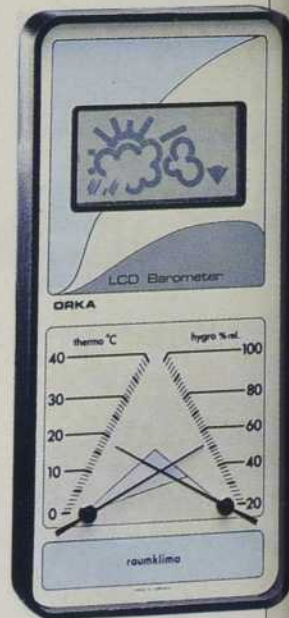 LCD Barometer
ORKA
thermo °C hygro % rel.
40 100
30 80
20 60
10 40
0 20
raumklima